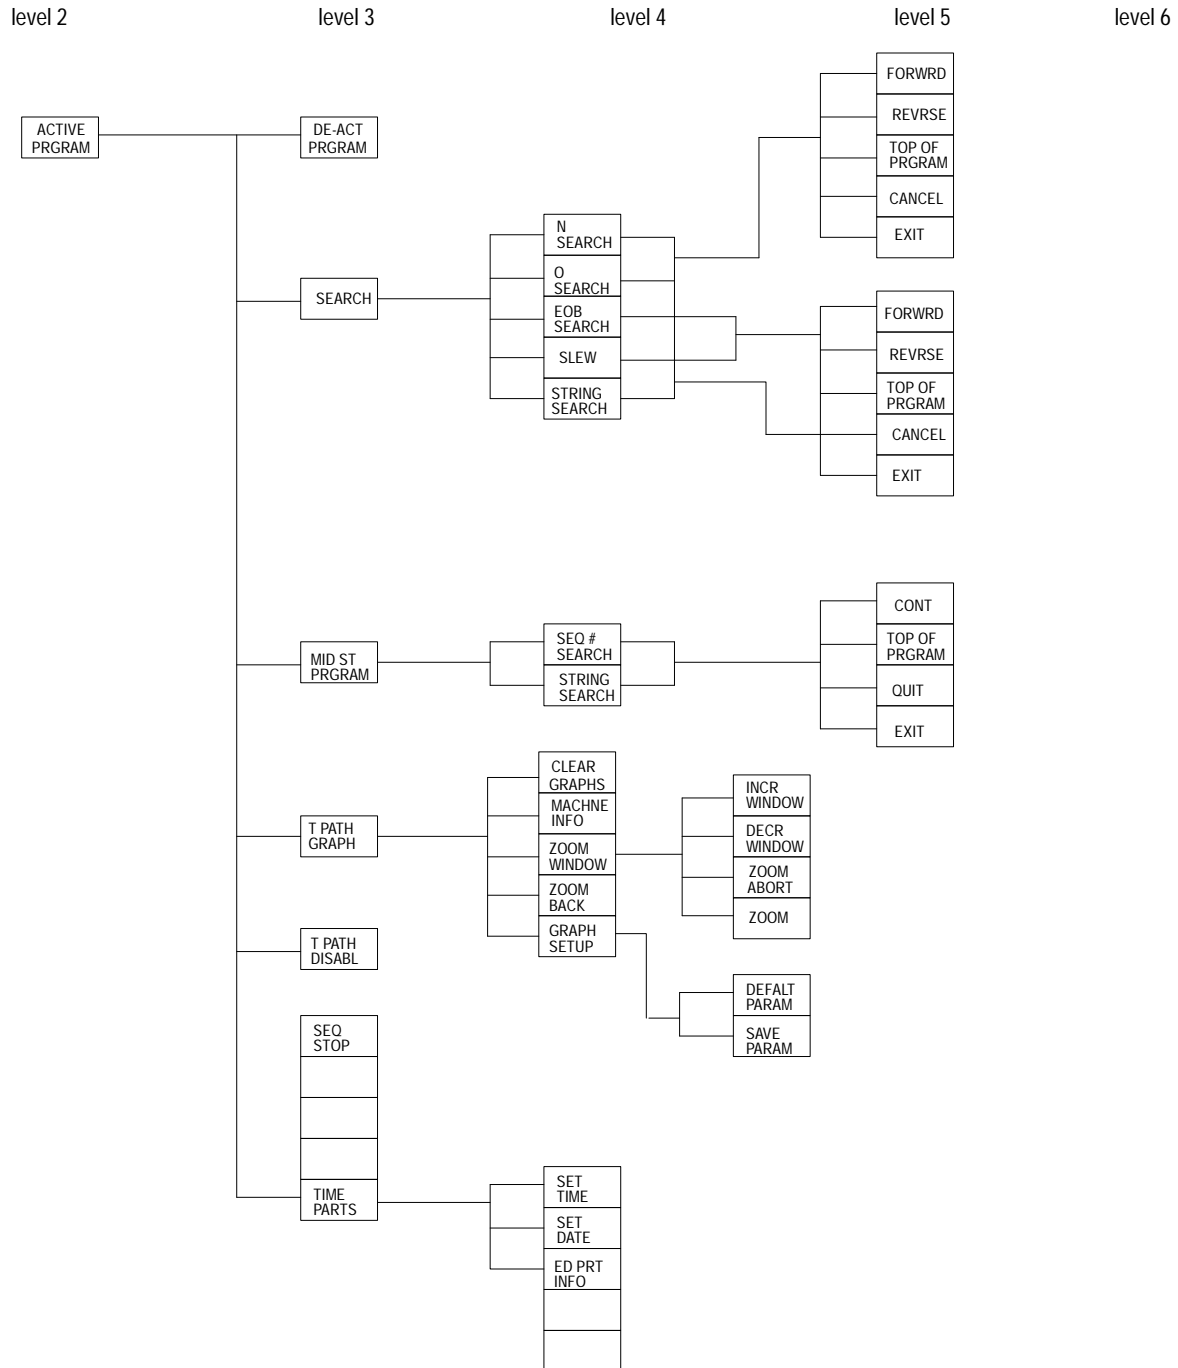 level 2
level 3
level 4
level 5
level 6
ACTIVE
PRGRAM
DE-ACT
PRGRAM
SEARCH
MID ST
PRGRAM
T PATH
GRAPH
T PATH
DISABL
SEQ
STOP
TIME
PARTS
N
SEARCH
O
SEARCH
EOB
SEARCH
SLEW
STRING
SEARCH
SEQ #
SEARCH
STRING
SEARCH
CLEAR
GRAPHS
MACHNE
INFO
ZOOM
WINDOW
ZOOM
BACK
GRAPH
SETUP
SET
TIME
SET
DATE
ED PRT
INFO
INCR
WINDOW
DECR
WINDOW
ZOOM
ABORT
ZOOM
DEFALT
PARAM
SAVE
PARAM
FORWRD
REVRSE
TOP OF
PRGRAM
CANCEL
EXIT
FORWRD
REVRSE
TOP OF
PRGRAM
CANCEL
EXIT
CONT
TOP OF
PRGRAM
QUIT
EXIT